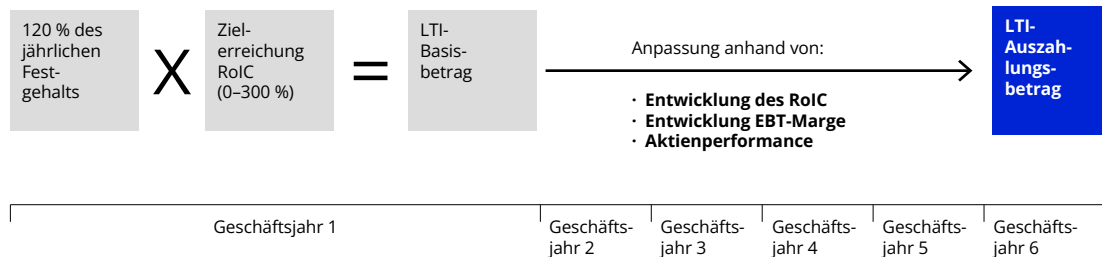 120 % des
jährlichen
Fest-
gehalts
X
Ziel-
erreichung
RoIC
(0–300 %)
=
LTI-
Basis-
betrag
Anpassung anhand von:
· Entwicklung des RoIC
· Entwicklung EBT-Marge
· Aktienperformance
LTI-
Auszah-
lungs-
betrag
Geschäftsjahr 1
Geschäfts-
jahr 2
Geschäfts-
jahr 3
Geschäfts-
jahr 4
Geschäfts-
jahr 5
Geschäfts-
jahr 6